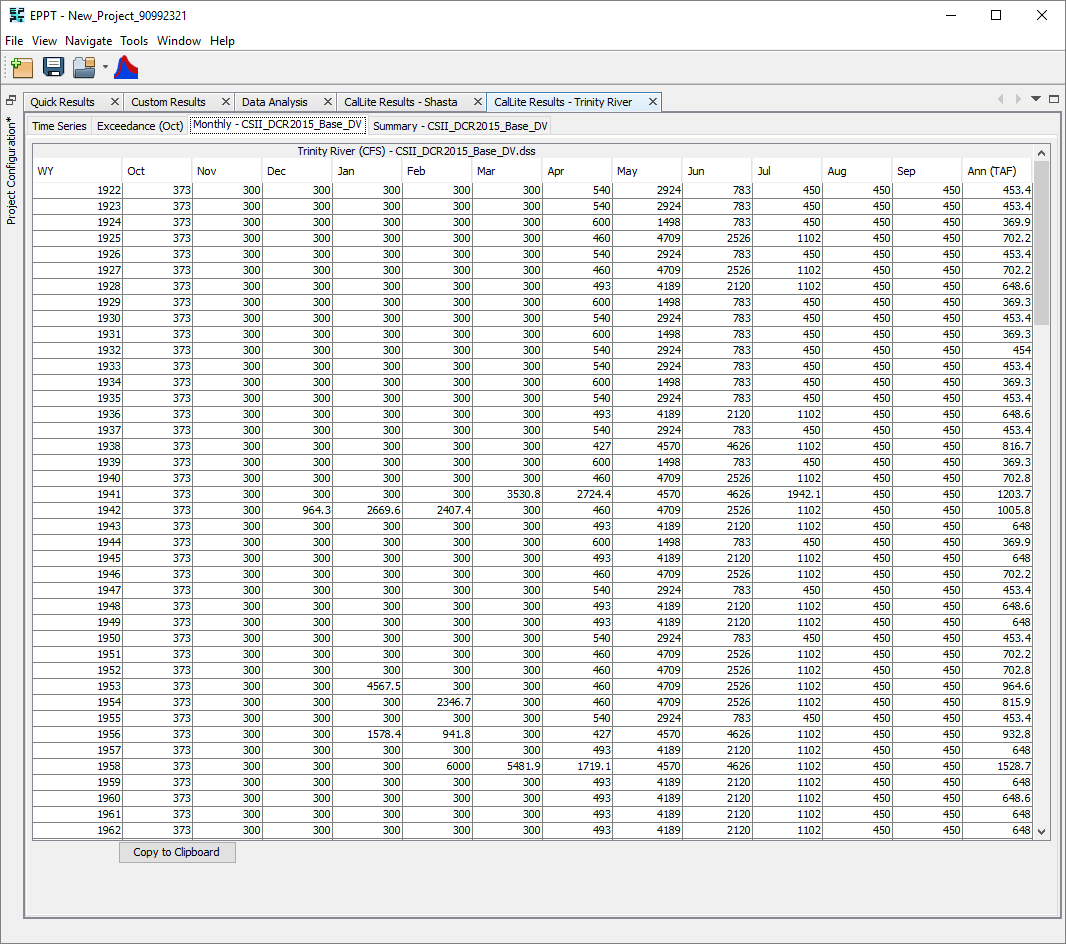 EPPT - New_Project_90992321
File View Navigate Tools Window Help
Quick Results Custom Results Data Analysis CalLite Results - Shasta CalLite Results - Trinity River
Project Configuration*
Time Series Exceedance (Oct) Monthly - CSII_DCR2015_Base_DV Summary - CSII_DCR2015_Base_DV
Trinity River (CFS) - CSII_DCR2015_Base_DV.dss
WY Oct Nov Dec Jan Feb Mar Apr May Jun Jul Aug Sep Ann (TAF)
1922 373 300 300 300 300 300 540 2924 783 450 450 450 453.4
1923 373 300 300 300 300 300 540 2924 783 450 450 450 453.4
1924 373 300 300 300 300 300 600 1498 783 450 450 450 369.9
1925 373 300 300 300 300 300 460 4709 2526 1102 450 450 702.2
1926 373 300 300 300 300 300 540 2924 783 450 450 450 453.4
1927 373 300 300 300 300 300 460 4709 2526 1102 450 450 702.2
1928 373 300 300 300 300 300 493 4189 2120 1102 450 450 648.6
1929 373 300 300 300 300 300 600 1498 783 450 450 450 369.3
1930 373 300 300 300 300 300 540 2924 783 450 450 450 453.4
1931 373 300 300 300 300 300 600 1498 783 450 450 450 369.3
1932 373 300 300 300 300 300 540 2924 783 450 450 450 454
1933 373 300 300 300 300 300 540 2924 783 450 450 450 453.4
1934 373 300 300 300 300 300 600 1498 783 450 450 450 369.3
1935 373 300 300 300 300 300 540 2924 783 450 450 450 453.4
1936 373 300 300 300 300 300 493 4189 2120 1102 450 450 648.6
1937 373 300 300 300 300 300 540 2924 783 450 450 450 453.4
1938 373 300 300 300 300 300 427 4570 4626 1102 450 450 816.7
1939 373 300 300 300 300 300 600 1498 783 450 450 450 369.3
1940 373 300 300 300 300 300 460 4709 2526 1102 450 450 702.8
1941 373 300 300 300 300 3530.8 2724.4 4570 4626 1942.1 450 450 1203.7
1942 373 300 964.3 2669.6 2407.4 300 460 4709 2526 1102 450 450 1005.8
1943 373 300 300 300 300 300 493 4189 2120 1102 450 450 648
1944 373 300 300 300 300 300 600 1498 783 450 450 450 369.9
1945 373 300 300 300 300 300 493 4189 2120 1102 450 450 648
1946 373 300 300 300 300 300 460 4709 2526 1102 450 450 702.2
1947 373 300 300 300 300 300 540 2924 783 450 450 450 453.4
1948 373 300 300 300 300 300 493 4189 2120 1102 450 450 648.6
1949 373 300 300 300 300 300 493 4189 2120 1102 450 450 648
1950 373 300 300 300 300 300 540 2924 783 450 450 450 453.4
1951 373 300 300 300 300 300 460 4709 2526 1102 450 450 702.2
1952 373 300 300 300 300 300 460 4709 2526 1102 450 450 702.8
1953 373 300 300 4567.5 300 300 460 4709 2526 1102 450 450 964.6
1954 373 300 300 300 2346.7 300 460 4709 2526 1102 450 450 815.9
1955 373 300 300 300 300 300 540 2924 783 450 450 450 453.4
1956 373 300 300 1578.4 941.8 300 427 4570 4626 1102 450 450 932.8
1957 373 300 300 300 300 300 493 4189 2120 1102 450 450 648
1958 373 300 300 300 6000 5481.9 1719.1 4570 4626 1102 450 450 1528.7
1959 373 300 300 300 300 300 493 4189 2120 1102 450 450 648
1960 373 300 300 300 300 300 493 4189 2120 1102 450 450 648.6
1961 373 300 300 300 300 300 493 4189 2120 1102 450 450 648
1962 373 300 300 300 300 300 493 4189 2120 1102 450 450 648
Copy to Clipboard